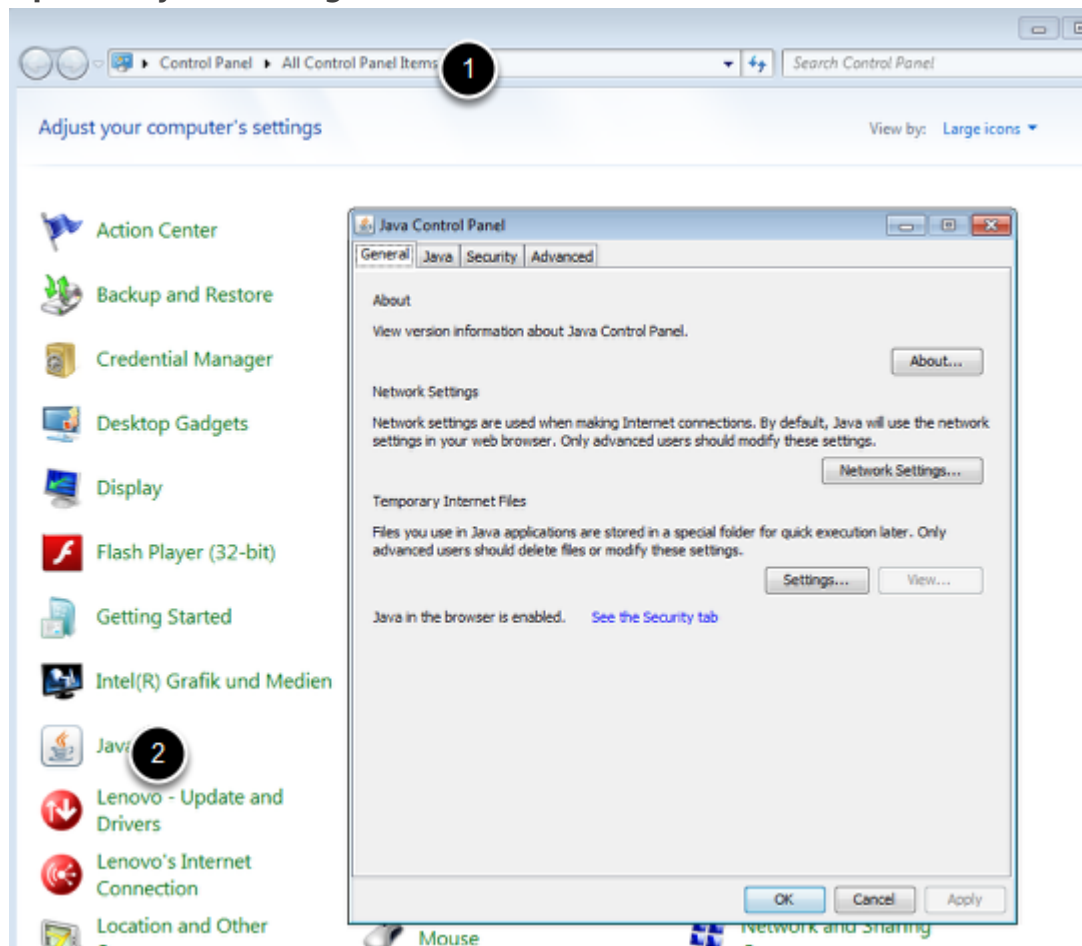 Control Panel All Control Panel Items
1
Search Control Panel
Adjust your computer's settings
View by: Large icons
Action Center
Backup and Restore
Credential Manager
Desktop Gadgets
Display
Flash Player (32-bit)
Getting Started
Intel(R) Grafik und Medien
Java
2
Lenovo - Update and
Drivers
Lenovo's Internet
Connection
Location and Other
Mouse
Network and Sharing
Java Control Panel
General Java Security Advanced
About
View version information about Java Control Panel.
About...
Network Settings
Network settings are used when making Internet connections. By default, Java will use the network
settings in your web browser. Only advanced users should modify these settings.
Network Settings...
Temporary Internet Files
Files you use in Java applications are stored in a special folder for quick execution later. Only
advanced users should delete files or modify these settings.
Settings... View...
Java in the browser is enabled. See the Security tab
OK Cancel Apply